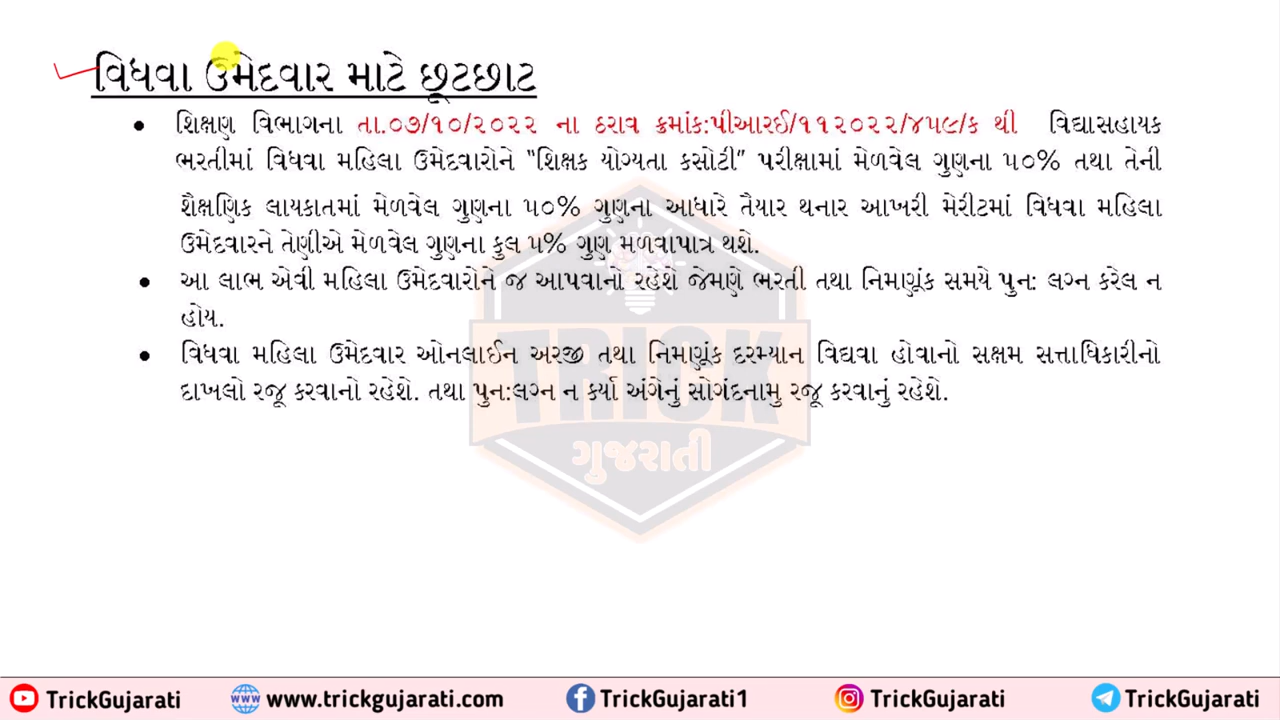 વિધવા ઉમેદવાર માટે છૂટછાટ
• શિક્ષણ વિભાગના તા.૦૭/૧૦/૨૦૨૨ ના ઠરાવ ક્રમાંક:પીઆરઈ/૧૧૨૦૨૨/૪૫૯/ક થી વિદ્યાસહાયક
ભરતીમાં વિધવા મહિલા ઉમેદવારોને “શિક્ષક યોગ્યતા કસોટી” પરીક્ષામાં મેળવેલ ગુણના ૫૦% તથા તેની
શૈક્ષણિક લાયકાતમાં મેળવેલ ગુણના ૫૦% ગુણના આધારે તૈયાર થનાર આખરી મેરીટમાં વિધવા મહિલા
ઉમેદવારને તેણીએ મેળવેલ ગુણના કુલ ૫% ગુણ મળવાપાત્ર થશે.
• આ લાભ એવી મહિલા ઉમેદવારોને જ આપવાનો રહેશે જેમણે ભરતી તથા નિમાણૂંક સમયે પુન: લગ્ન કરેલ ન
હોય.
• વિધવા મહિલા ઉમેદવાર ઓનલાઈન અરજી તથા નિમાણૂંક દરમ્યાન વિદ્યવા હોવાનો સક્ષમ સત્તાધિકારીનો
દાખલો રજૂ કરવાનો રહેશે. તથા પુન:લગ્ન ન કર્યા અંગેનું સોગંદનામુ રજૂ કરવાનું રહેશે.
TRICK
ગુજરાતી
TrickGujarati www.trickgujarati.com TrickGujarati1 TrickGujarati TrickGujarati